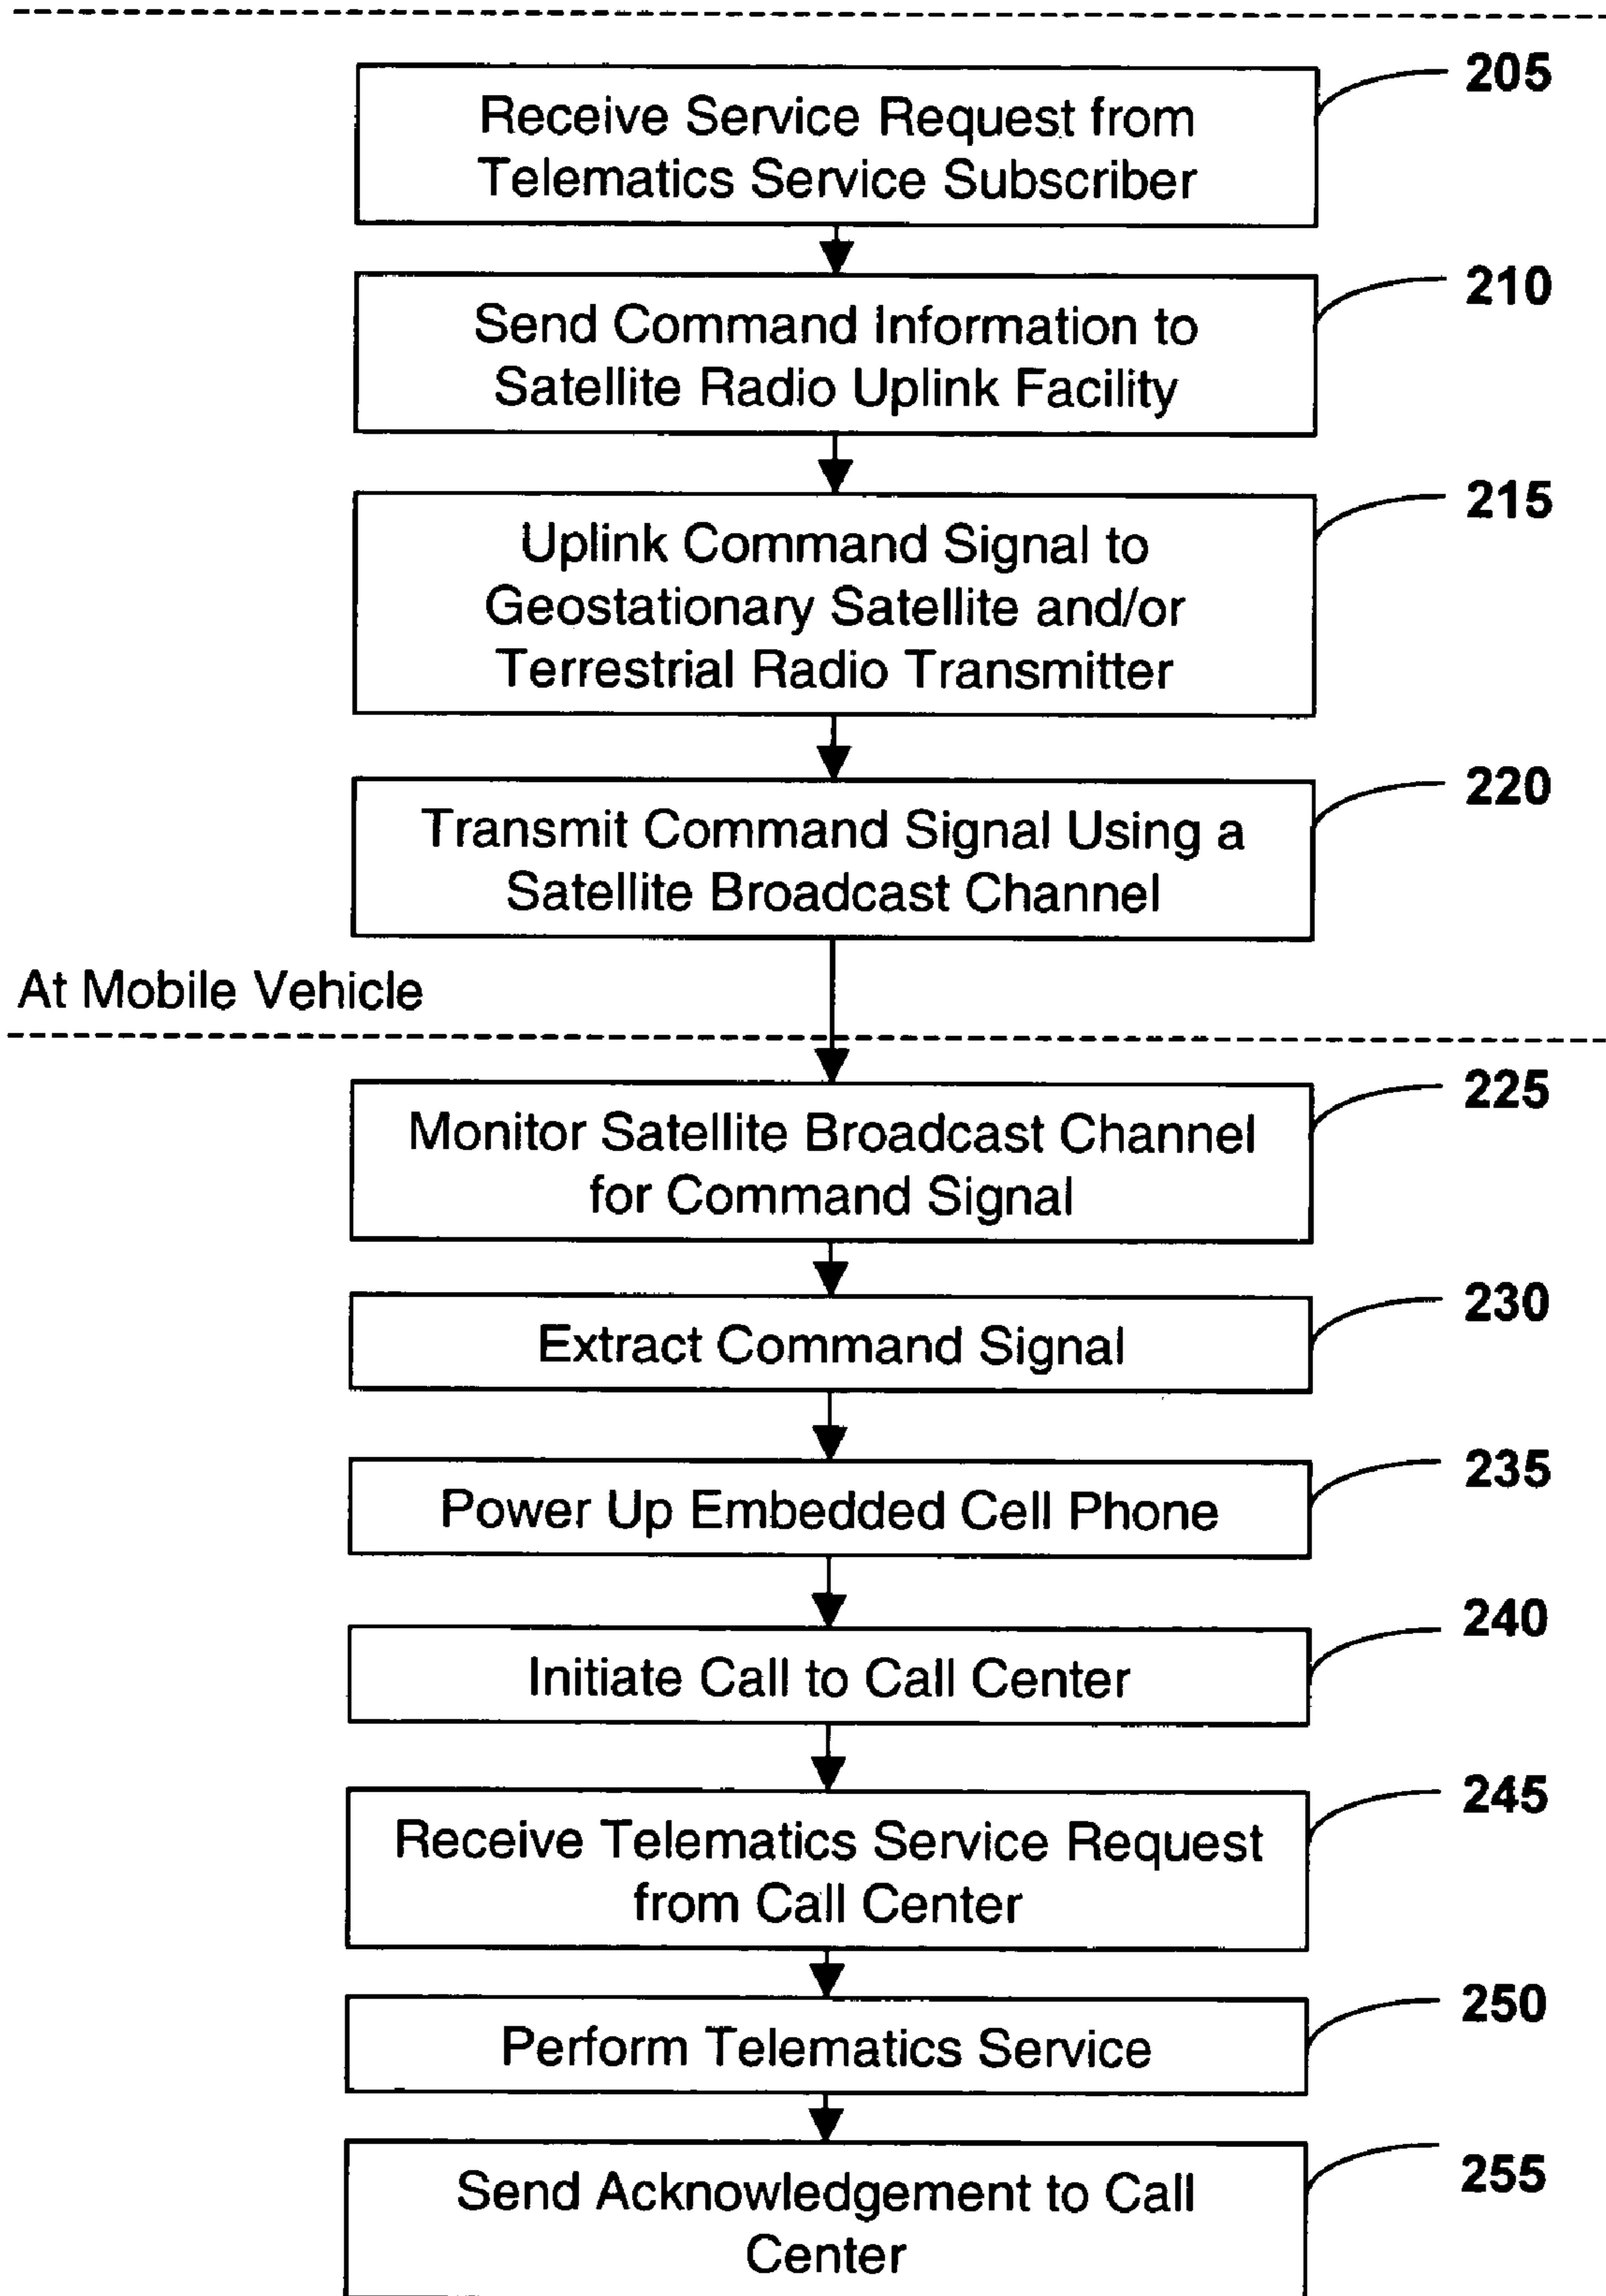 205
Receive Service Request from
Telematics Service Subscriber
210
Send Command Information to
Satellite Radio Uplink Facility
215
Uplink Command Signal to
Geostationary Satellite and/or
Terrestrial Radio Transmitter
220
Transmit Command Signal Using a
Satellite Broadcast Channel
At Mobile Vehicle
225
Monitor Satellite Broadcast Channel
for Command Signal
230
Extract Command Signal
235
Power Up Embedded Cell Phone
240
Initiate Call to Call Center
245
Receive Telematics Service Request
from Call Center
250
Perform Telematics Service
255
Send Acknowledgement to Call
Center